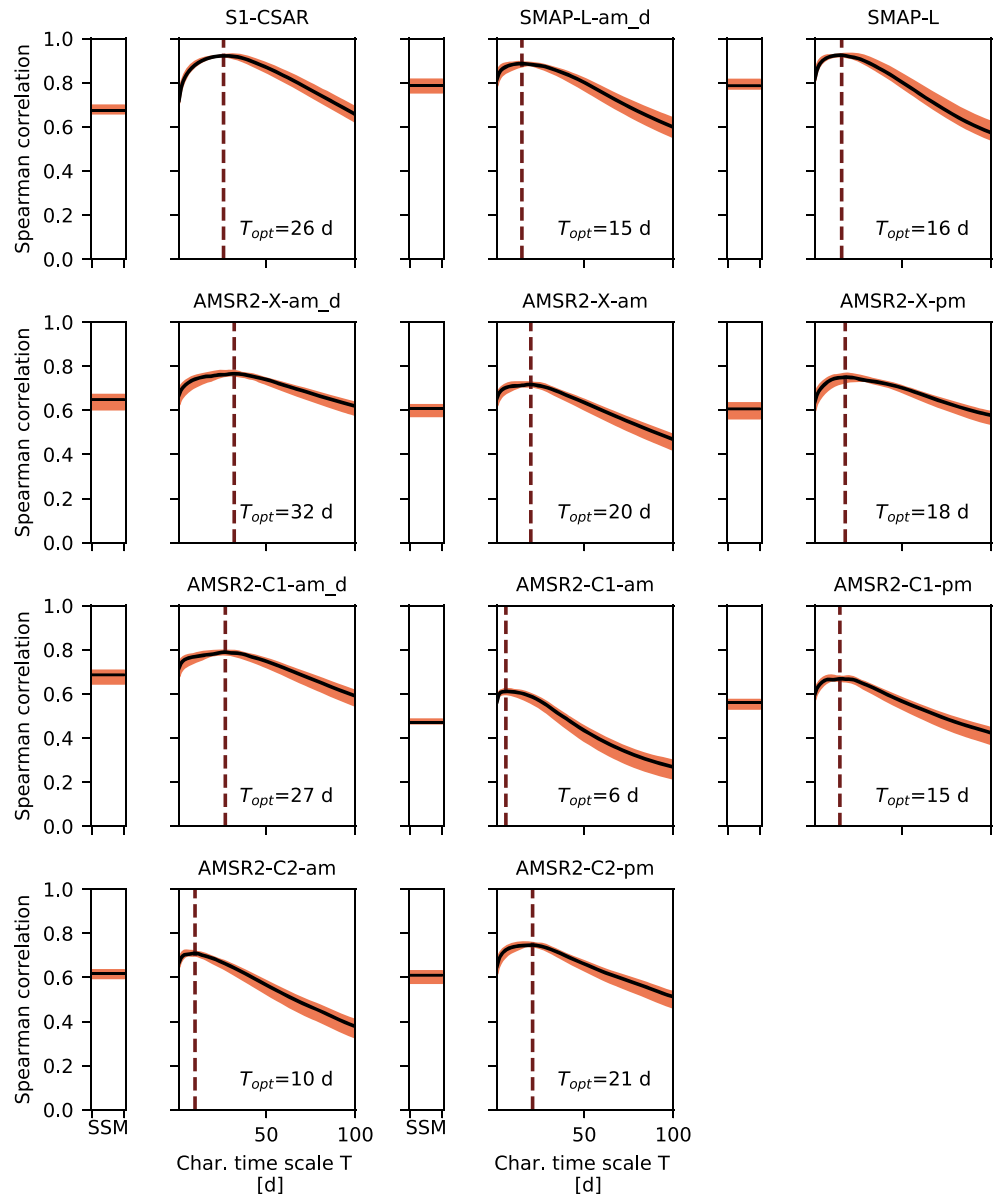 S1-CSAR SMAP-L-am_d SMAP-L
Spearman correlation
1.0
0.8
0.6
0.4
0.2
0.0
T_opt=26 d T_opt=15 d T_opt=16 d
AMSR2-X-am_d AMSR2-X-am AMSR2-X-pm
Spearman correlation
1.0
0.8
0.6
0.4
0.2
0.0
T_opt=32 d T_opt=20 d T_opt=18 d
AMSR2-C1-am_d AMSR2-C1-am AMSR2-C1-pm
Spearman correlation
1.0
0.8
0.6
0.4
0.2
0.0
T_opt=27 d T_opt=6 d T_opt=15 d
AMSR2-C2-am AMSR2-C2-pm
Spearman correlation
1.0
0.8
0.6
0.4
0.2
0.0
T_opt=10 d T_opt=21 d
SSM 50 100 SSM 50 100
Char. time scale T Char. time scale T
[d] [d]